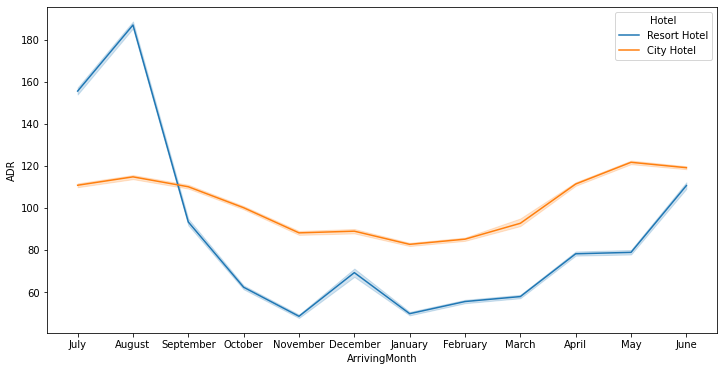 Hotel
Resort Hotel
City Hotel
180
160
140
120
100
80
60
ADR
July August September October November December January February March April May June
ArrivingMonth